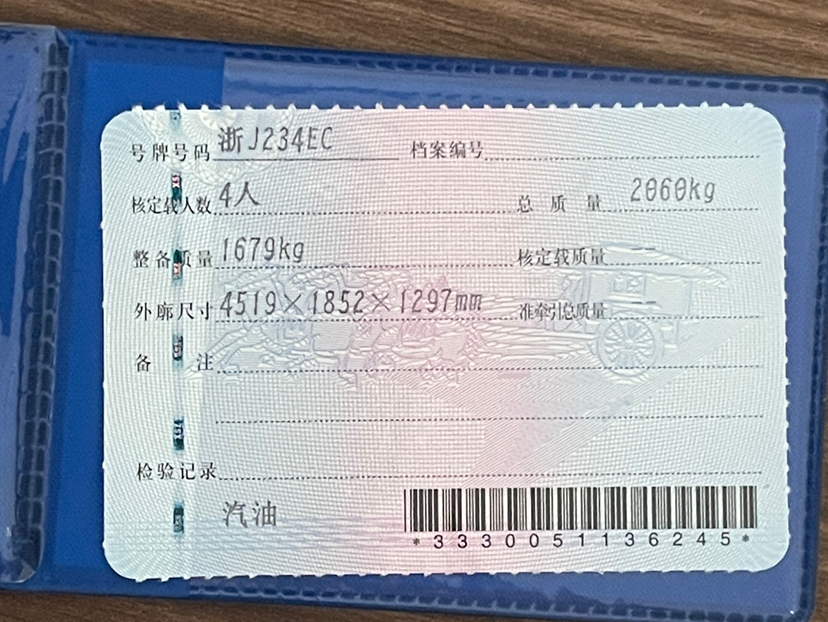 号牌号码 浙J234EC 档案编号
核定载人数 4人 总质量 2060kg
整备质量 1679kg 核定载质量 --
外廓尺寸 4519×1852×1297mm 准牵引总质量 --
备注
检验记录
汽油
*3330051136245*